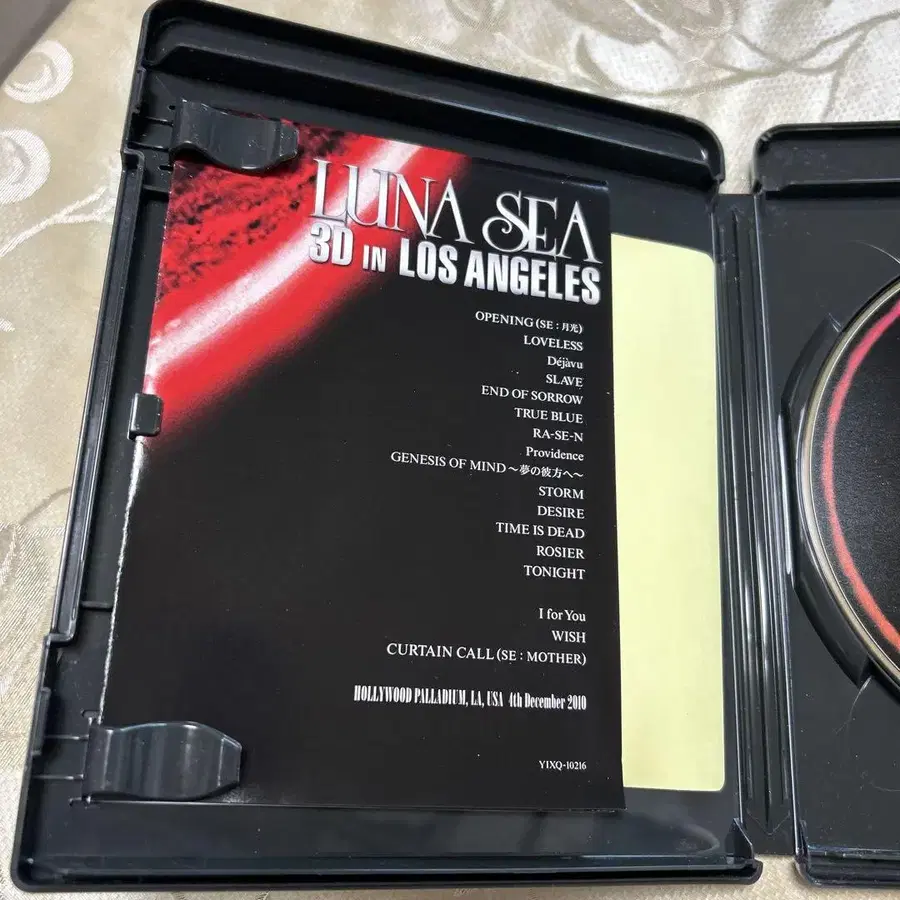 LUNA SEA
3D IN LOS ANGELES
OPENING (SE : 月光)
LOVELESS
Déjàvu
SLAVE
END OF SORROW
TRUE BLUE
RA-SE-N
Providence
GENESIS OF MIND～夢の彼方へ～
STORM
DESIRE
TIME IS DEAD
ROSIER
TONIGHT
I for You
WISH
CURTAIN CALL (SE : MOTHER)
HOLLYWOOD PALLADIUM, LA, USA 4th December 2010
YIXQ-10216